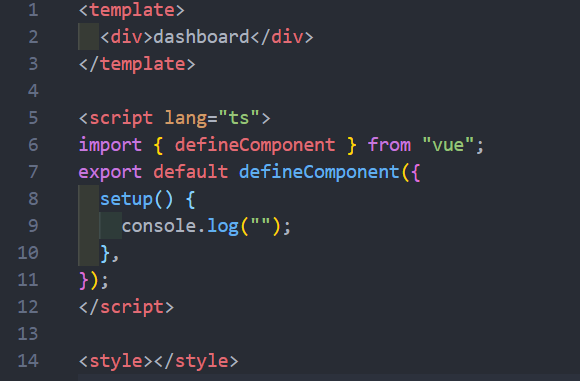 1 <template>
2   <div>dashboard</div>
3 </template>
4
5 <script lang="ts">
6 import { defineComponent } from "vue";
7 export default defineComponent({
8   setup() {
9     console.log("");
10   },
11 });
12 </script>
13
14 <style></style>